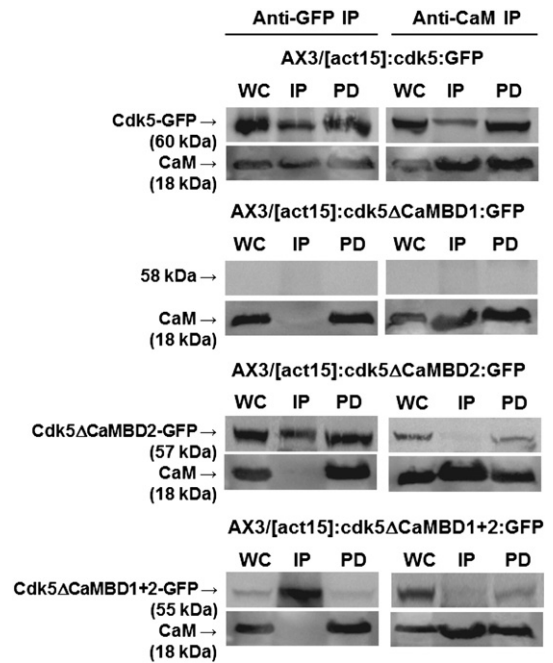 Anti-GFP IP Anti-CaM IP
AX3/[act15]:cdk5:GFP
WC IP PD WC IP PD
Cdk5-GFP→
(60 kDa)
CaM→
(18 kDa)
AX3/[act15]:cdk5ΔCaMBD1:GFP
WC IP PD WC IP PD
58 kDa→
CaM→
(18 kDa)
AX3/[act15]:cdk5ΔCaMBD2:GFP
WC IP PD WC IP PD
Cdk5ΔCaMBD2-GFP→
(57 kDa)
CaM→
(18 kDa)
AX3/[act15]:cdk5ΔCaMBD1+2:GFP
WC IP PD WC IP PD
Cdk5ΔCaMBD1+2-GFP→
(55 kDa)
CaM→
(18 kDa)